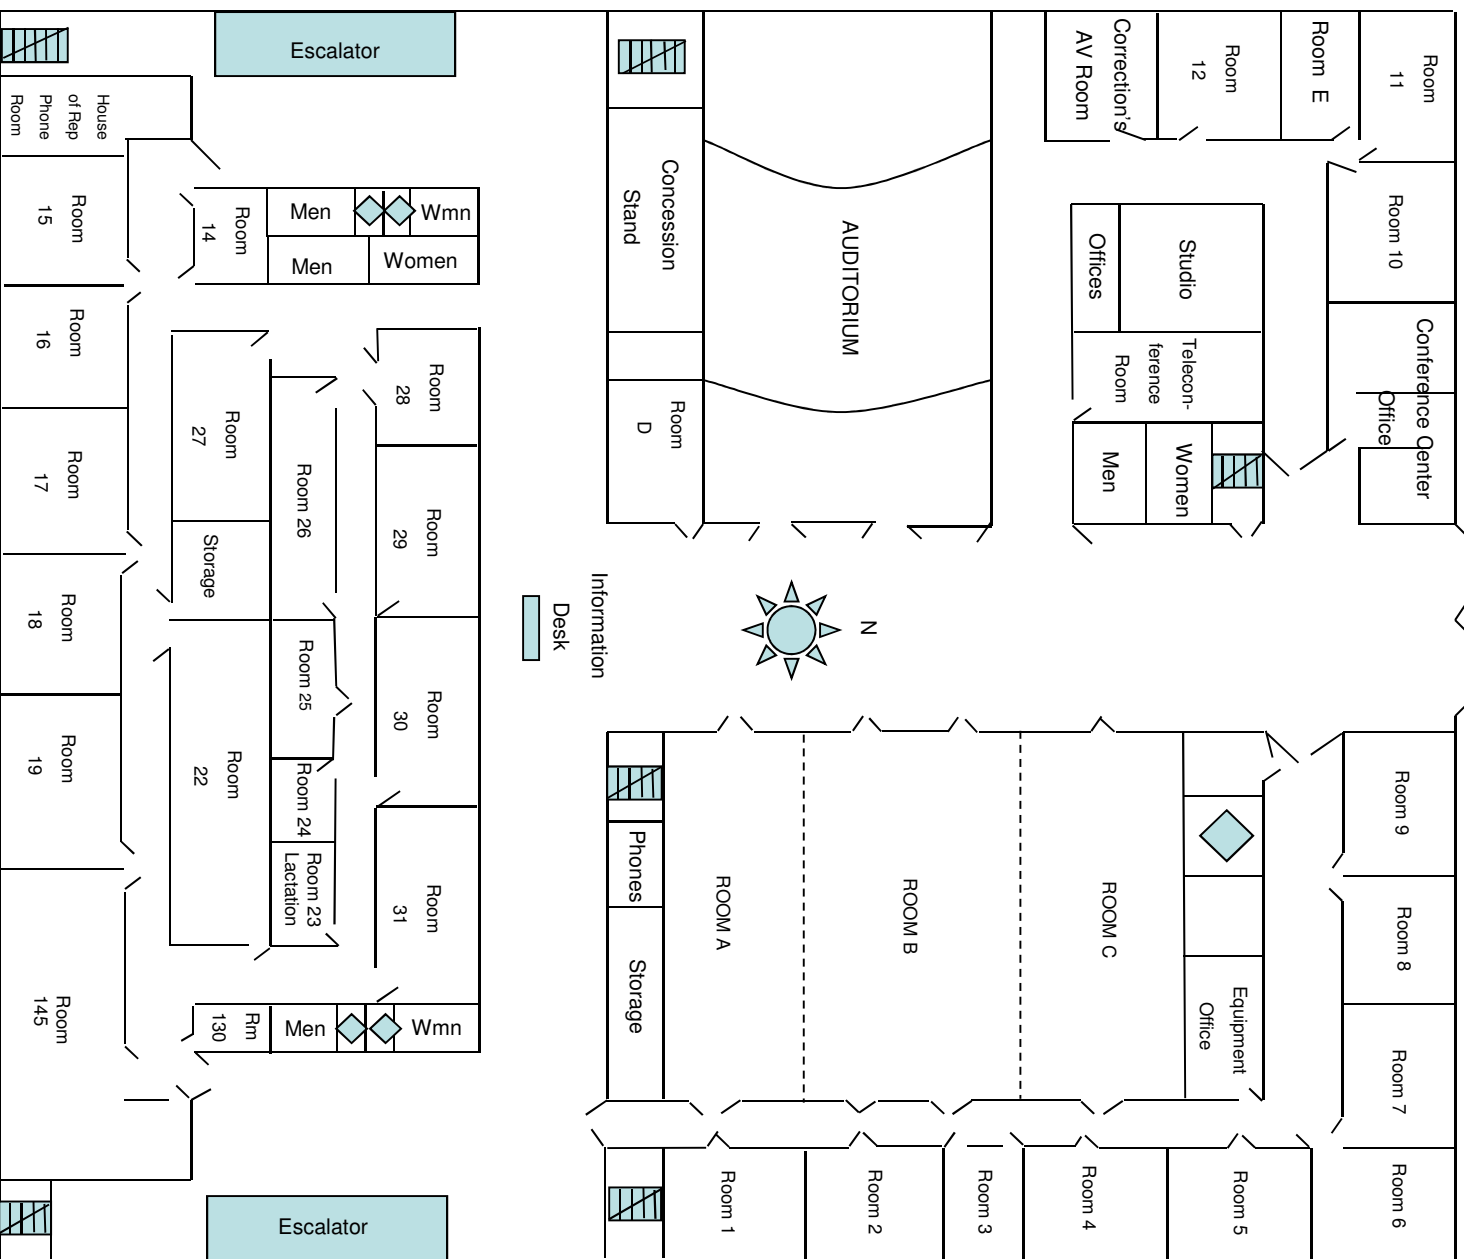 Escalator
Correction's
AV Room
Room
12
Room E
Room
11
House
of Rep
Phone
Room
Room
15
Room
14
Men
Wmn
Men
Women
Concession
Stand
AUDITORIUM
Offices
Studio
Room 10
Room
16
Room
27
Room
28
Telecon-
ference
Room
Conference Center
Office
Room
17
Room 26
Room
D
Men
Women
Storage
Room
29
Room
18
Information
Desk
N
Room 25
Room
30
Room
19
Room
22
Room 24
Room 23
Lactation
Room
31
Phones
Storage
ROOM A
ROOM B
ROOM C
Room 9
Room 8
Equipment
Office
Room 7
Room
145
Rm
130
Men
Wmn
Escalator
Room 1
Room 2
Room 3
Room 4
Room 5
Room 6